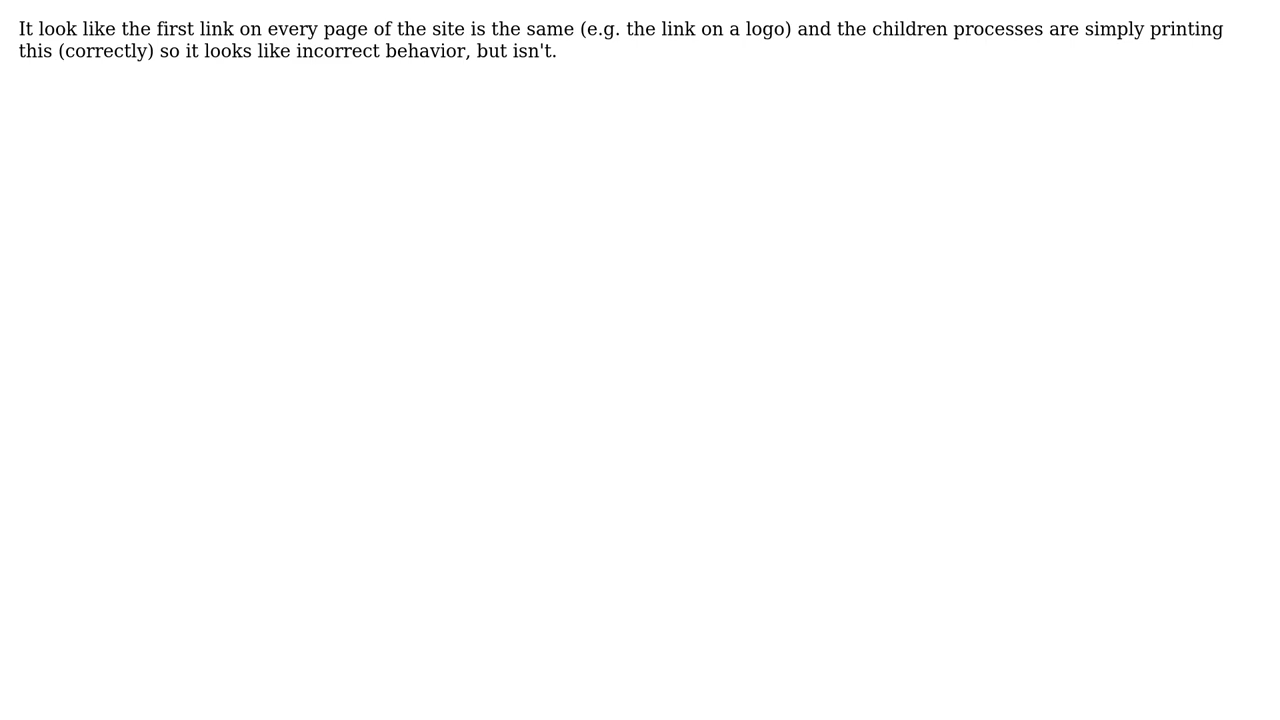 It look like the first link on every page of the site is the same (e.g. the link on a logo) and the children processes are simply printing
this (correctly) so it looks like incorrect behavior, but isn't.